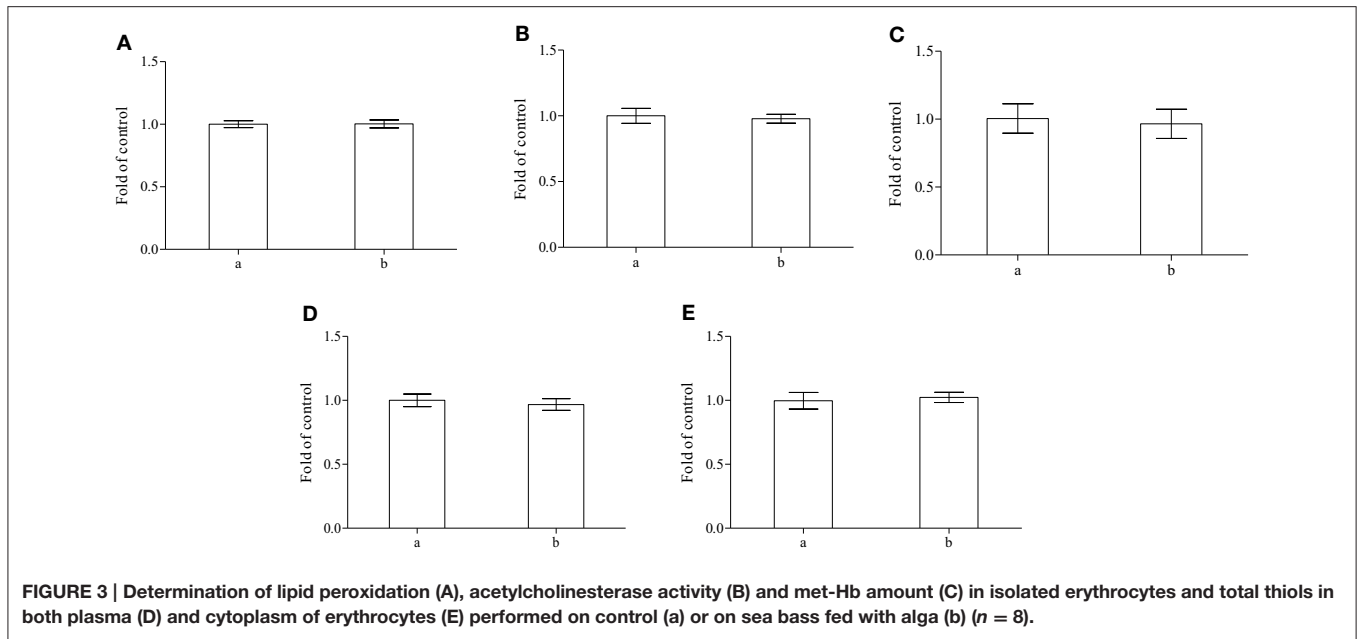 A
1.5
1.0
0.5
0.0
Fold of control
a b
B
1.5
1.0
0.5
0.0
Fold of control
a b
C
1.5
1.0
0.5
0.0
Fold of control
a b
D
1.5
1.0
0.5
0.0
Fold of control
a b
E
1.5
1.0
0.5
0.0
Fold of control
a b
FIGURE 3 | Determination of lipid peroxidation (A), acetylcholinesterase activity (B) and met-Hb amount (C) in isolated erythrocytes and total thiols in
both plasma (D) and cytoplasm of erythrocytes (E) performed on control (a) or on sea bass fed with alga (b) (n = 8).